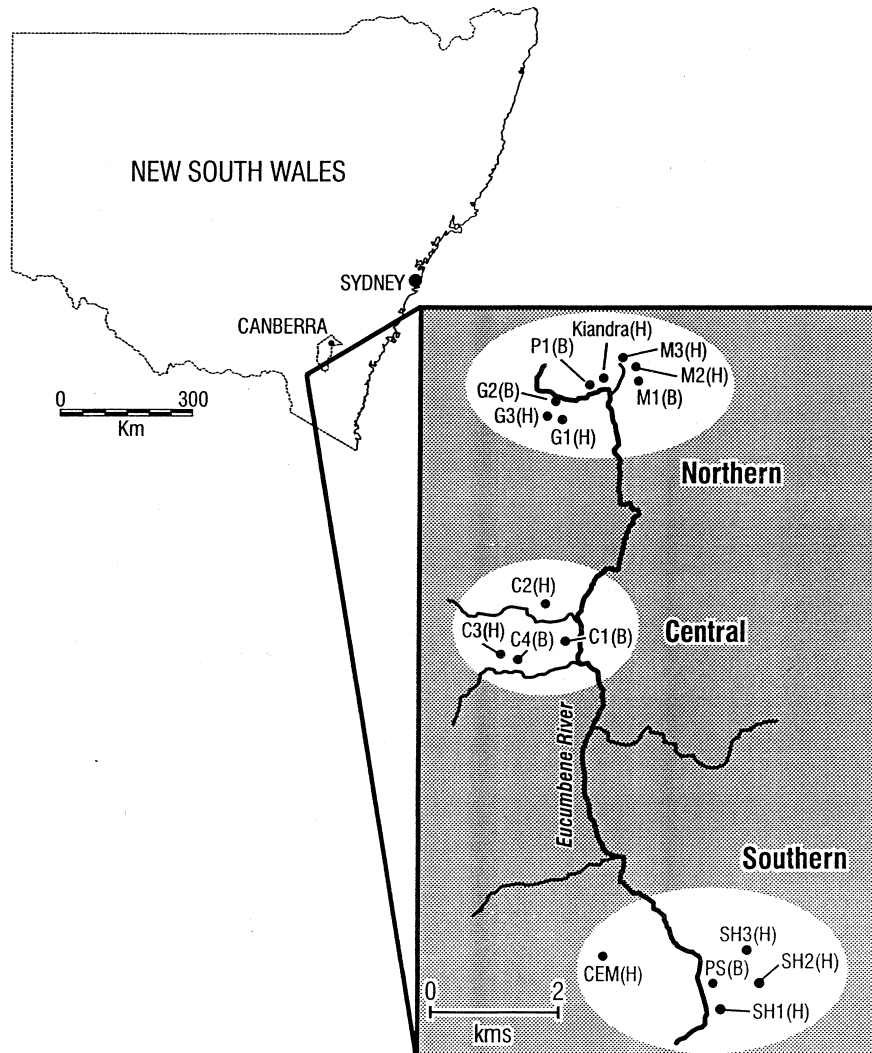 NEW SOUTH WALES
SYDNEY
CANBERRA
0 300
Km
Kiandra(H)
P1(B)
M3(H)
M2(H)
G2(B)
M1(B)
G3(H)
G1(H)
Northern
C2(H)
C3(H)
C4(B)
C1(B)
Central
Eucumbene River
Southern
SH3(H)
CEM(H)
PS(B)
SH2(H)
SH1(H)
0 2
kms